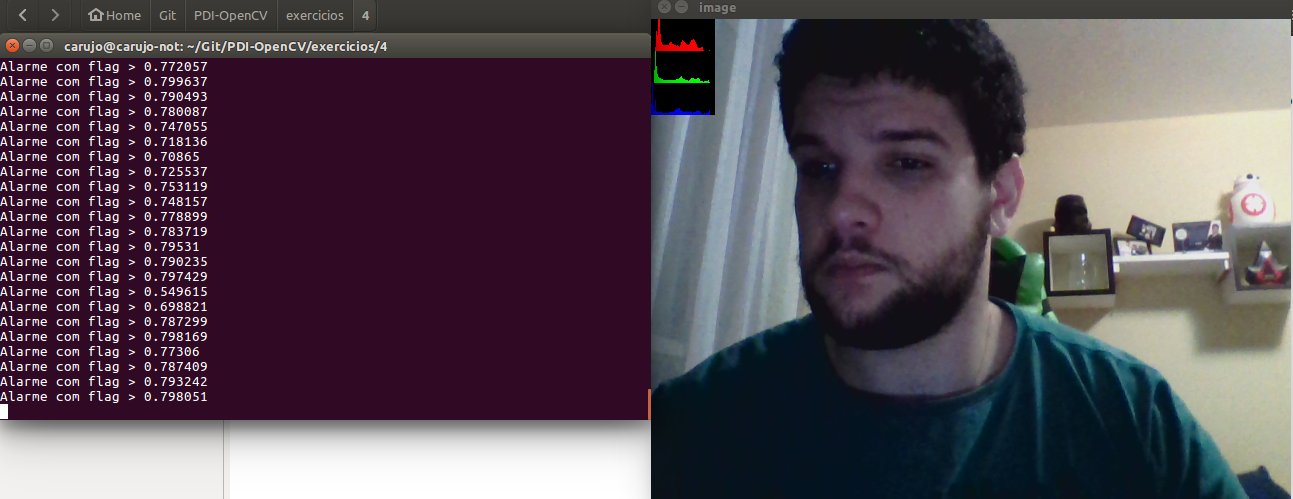 Home Git PDI-OpenCV exercicios 4
carujo@carujo-not: ~/Git/PDI-OpenCV/exercicios/4
Alarme com flag > 0.772057
Alarme com flag > 0.799637
Alarme com flag > 0.790493
Alarme com flag > 0.780087
Alarme com flag > 0.747055
Alarme com flag > 0.718136
Alarme com flag > 0.70865
Alarme com flag > 0.725537
Alarme com flag > 0.753119
Alarme com flag > 0.748157
Alarme com flag > 0.778899
Alarme com flag > 0.783719
Alarme com flag > 0.79531
Alarme com flag > 0.790235
Alarme com flag > 0.797429
Alarme com flag > 0.549615
Alarme com flag > 0.698821
Alarme com flag > 0.787299
Alarme com flag > 0.798169
Alarme com flag > 0.77306
Alarme com flag > 0.787409
Alarme com flag > 0.793242
Alarme com flag > 0.798051
image